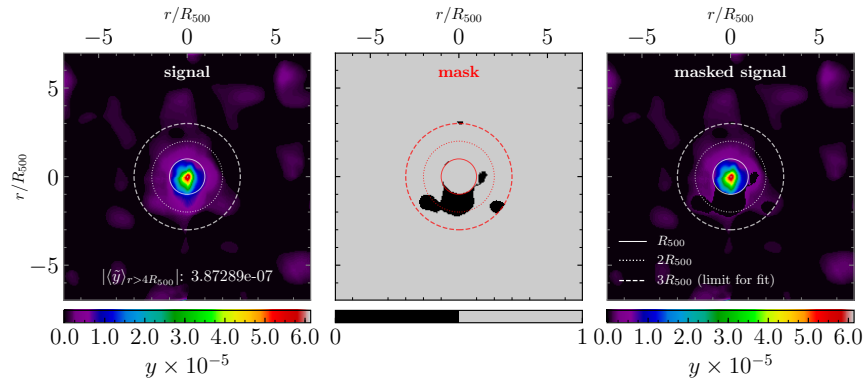 r/R500 r/R500 r/R500
−5 0 5 −5 0 5 −5 0 5
signal mask masked signal
5
0
−5
r/R500
|⟨ỹ⟩r>4R500|: 3.87289e-07
R500
2R500
3R500 (limit for fit)
0.0 1.0 2.0 3.0 4.0 5.0 6.0 0 1 0.0 1.0 2.0 3.0 4.0 5.0 6.0
y × 10⁻⁵ y × 10⁻⁵